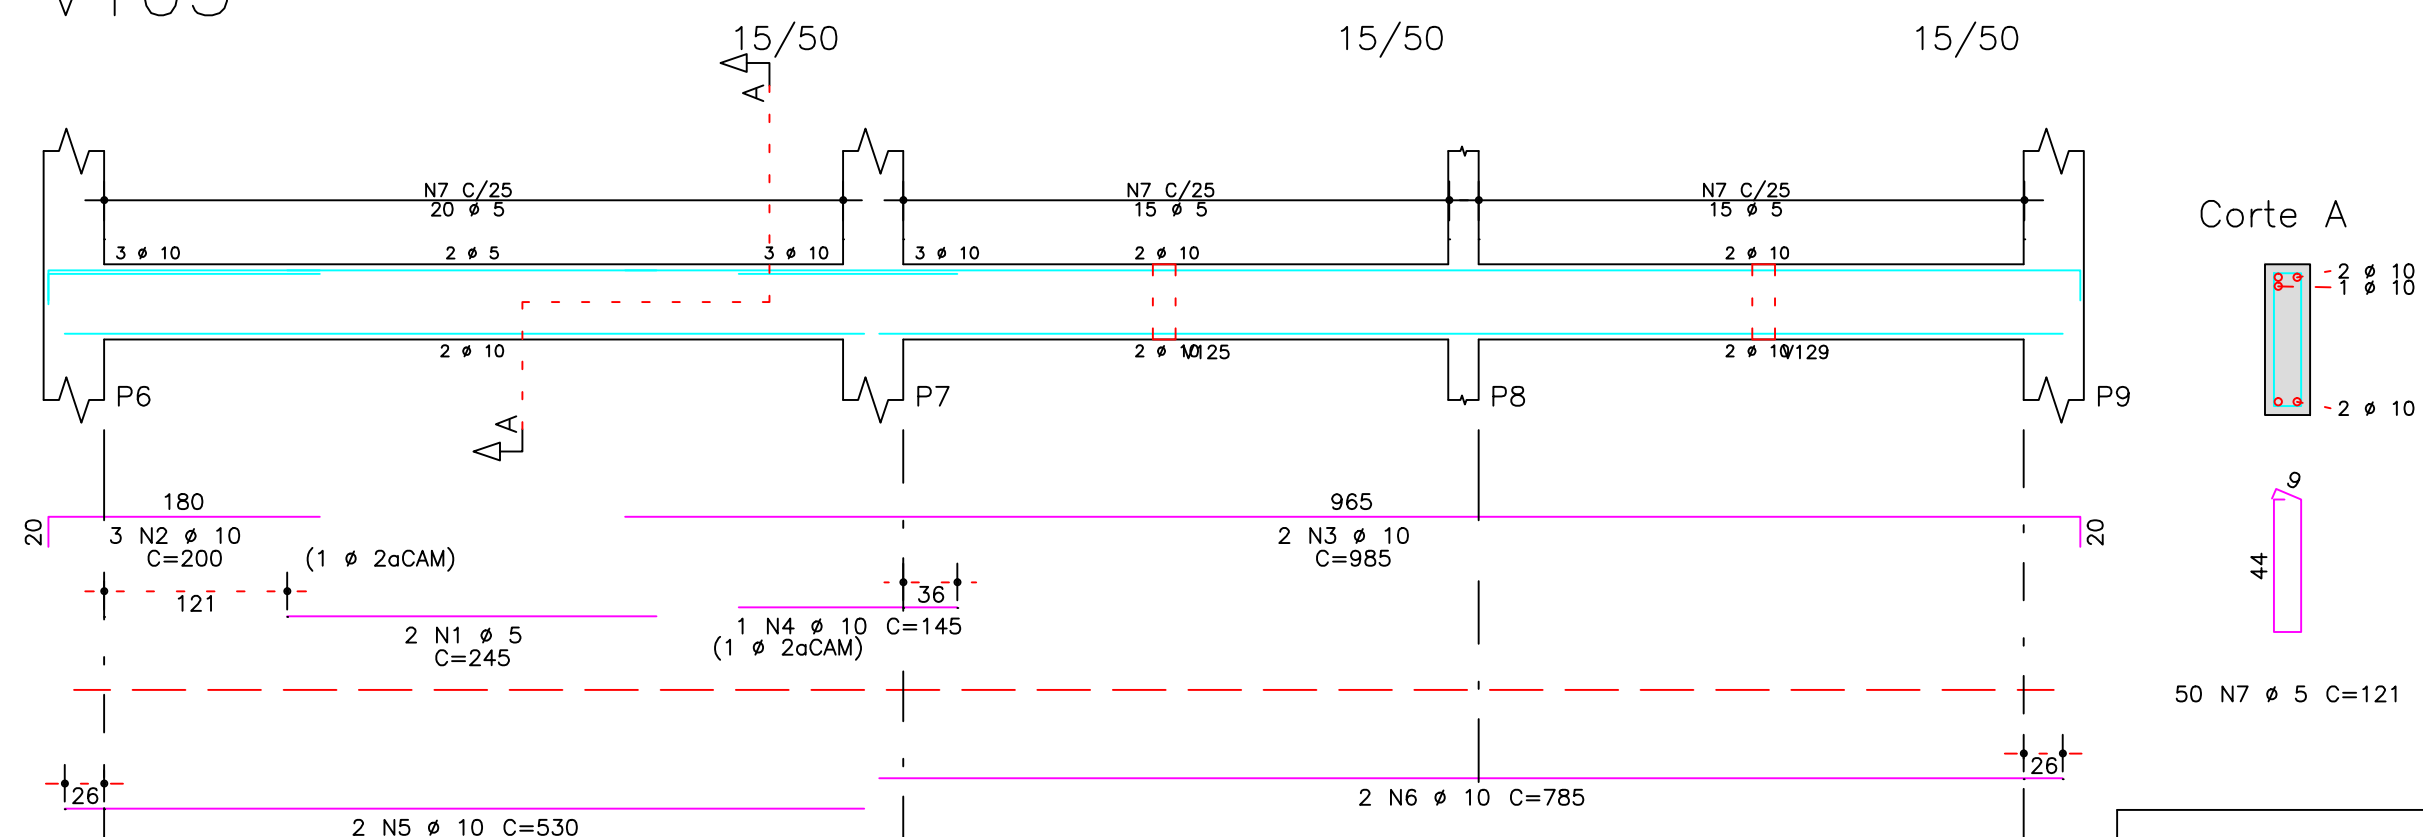 V105
15/50
15/50
15/50
A
N7 C/25
20 ø 5
N7 C/25
15 ø 5
N7 C/25
15 ø 5
Corte A
3 ø 10
2 ø 5
3 ø 10
3 ø 10
2 ø 10
2 ø 10
2 ø 10
1 ø 10
2 ø 10
2 ø 10
V125
2 ø 10
V129
2 ø 10
P6
P7
P8
P9
A
9
180
965
20
3 N2 ø 10
C=200
(1 ø 2aCAM)
2 N3 ø 10
C=985
20
44
121
36
2 N1 ø 5
C=245
1 N4 ø 10 C=145
(1 ø 2aCAM)
50 N7 ø 5 C=121
26
26
2 N6 ø 10 C=785
2 N5 ø 10 C=530